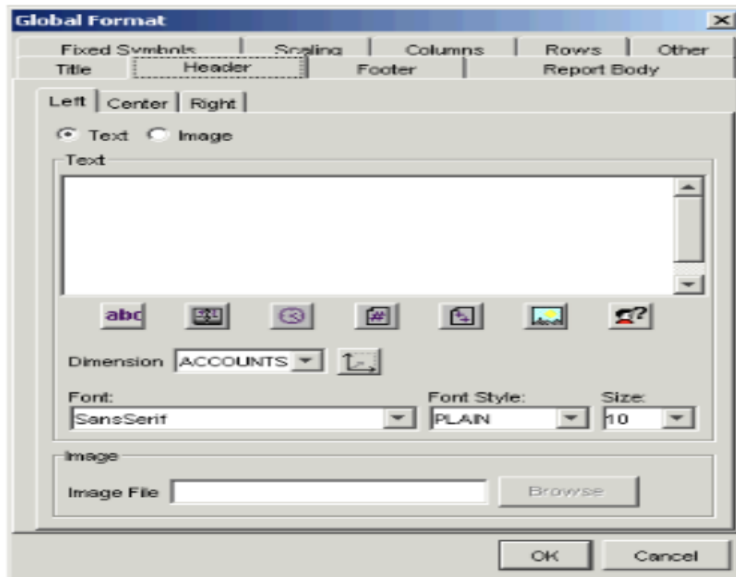 Global Format
Fixed Symbols Scaling Columns Rows Other
Title Header Footer Report Body
Left Center Right
Text Image
Text
abc # ?
Dimension ACCOUNTS
Font: Font Style: Size:
SansSerif PLAIN 10
Image
Image File Browse
OK Cancel